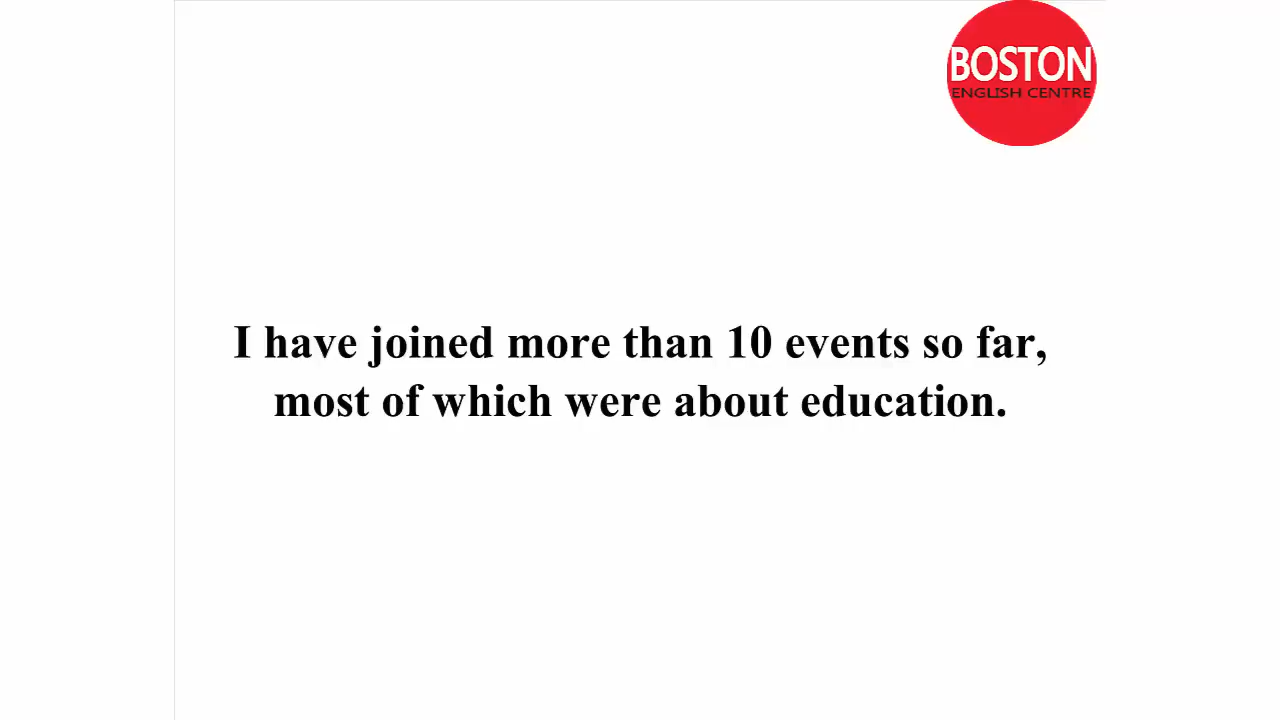 BOSTON
ENGLISH CENTRE
I have joined more than 10 events so far,
most of which were about education.